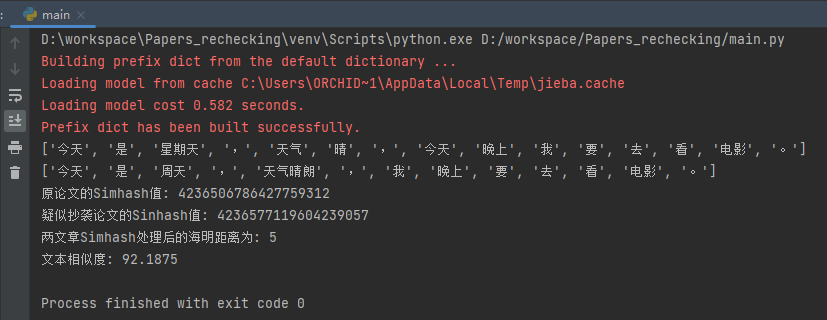 main
D:\workspace\Papers_rechecking\venv\Scripts\python.exe D:/workspace/Papers_rechecking/main.py
Building prefix dict from the default dictionary ...
Loading model from cache C:\Users\ORCHID~1\AppData\Local\Temp\jieba.cache
Loading model cost 0.582 seconds.
Prefix dict has been built successfully.
['今天', '是', '星期天', '，', '天气', '晴', '，', '今天', '晚上', '我', '要', '去', '看', '电影', '。']
['今天', '是', '周天', '，', '天气晴朗', '，', '我', '晚上', '要', '去', '看', '电影', '。']
原论文的Simhash值: 4236506786427759312
疑似抄袭论文的Sinhash值: 4236577119604239057
两文章Simhash处理后的海明距离为: 5
文本相似度: 92.1875
Process finished with exit code 0